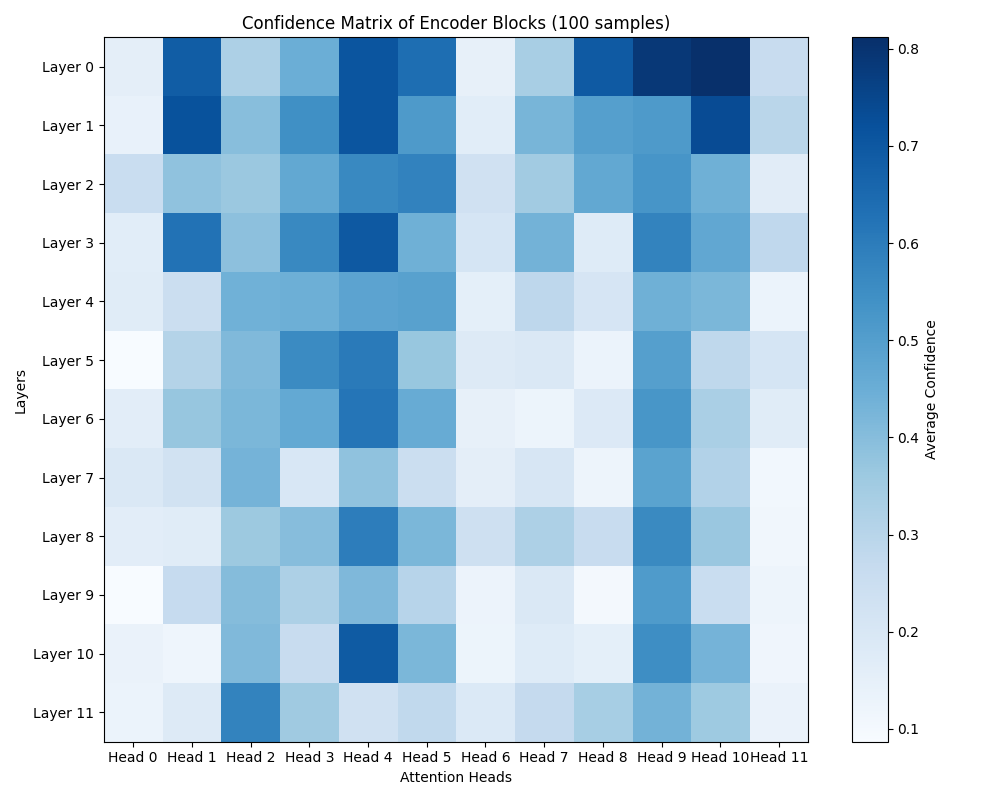 Confidence Matrix of Encoder Blocks (100 samples)
Layer 0
Layer 1
Layer 2
Layer 3
Layer 4
Layer 5
Layer 6
Layer 7
Layer 8
Layer 9
Layer 10
Layer 11
Layers
Head 0 Head 1 Head 2 Head 3 Head 4 Head 5 Head 6 Head 7 Head 8 Head 9 Head 10 Head 11
Attention Heads
0.8
0.7
0.6
0.5
0.4
0.3
0.2
0.1
Average Confidence